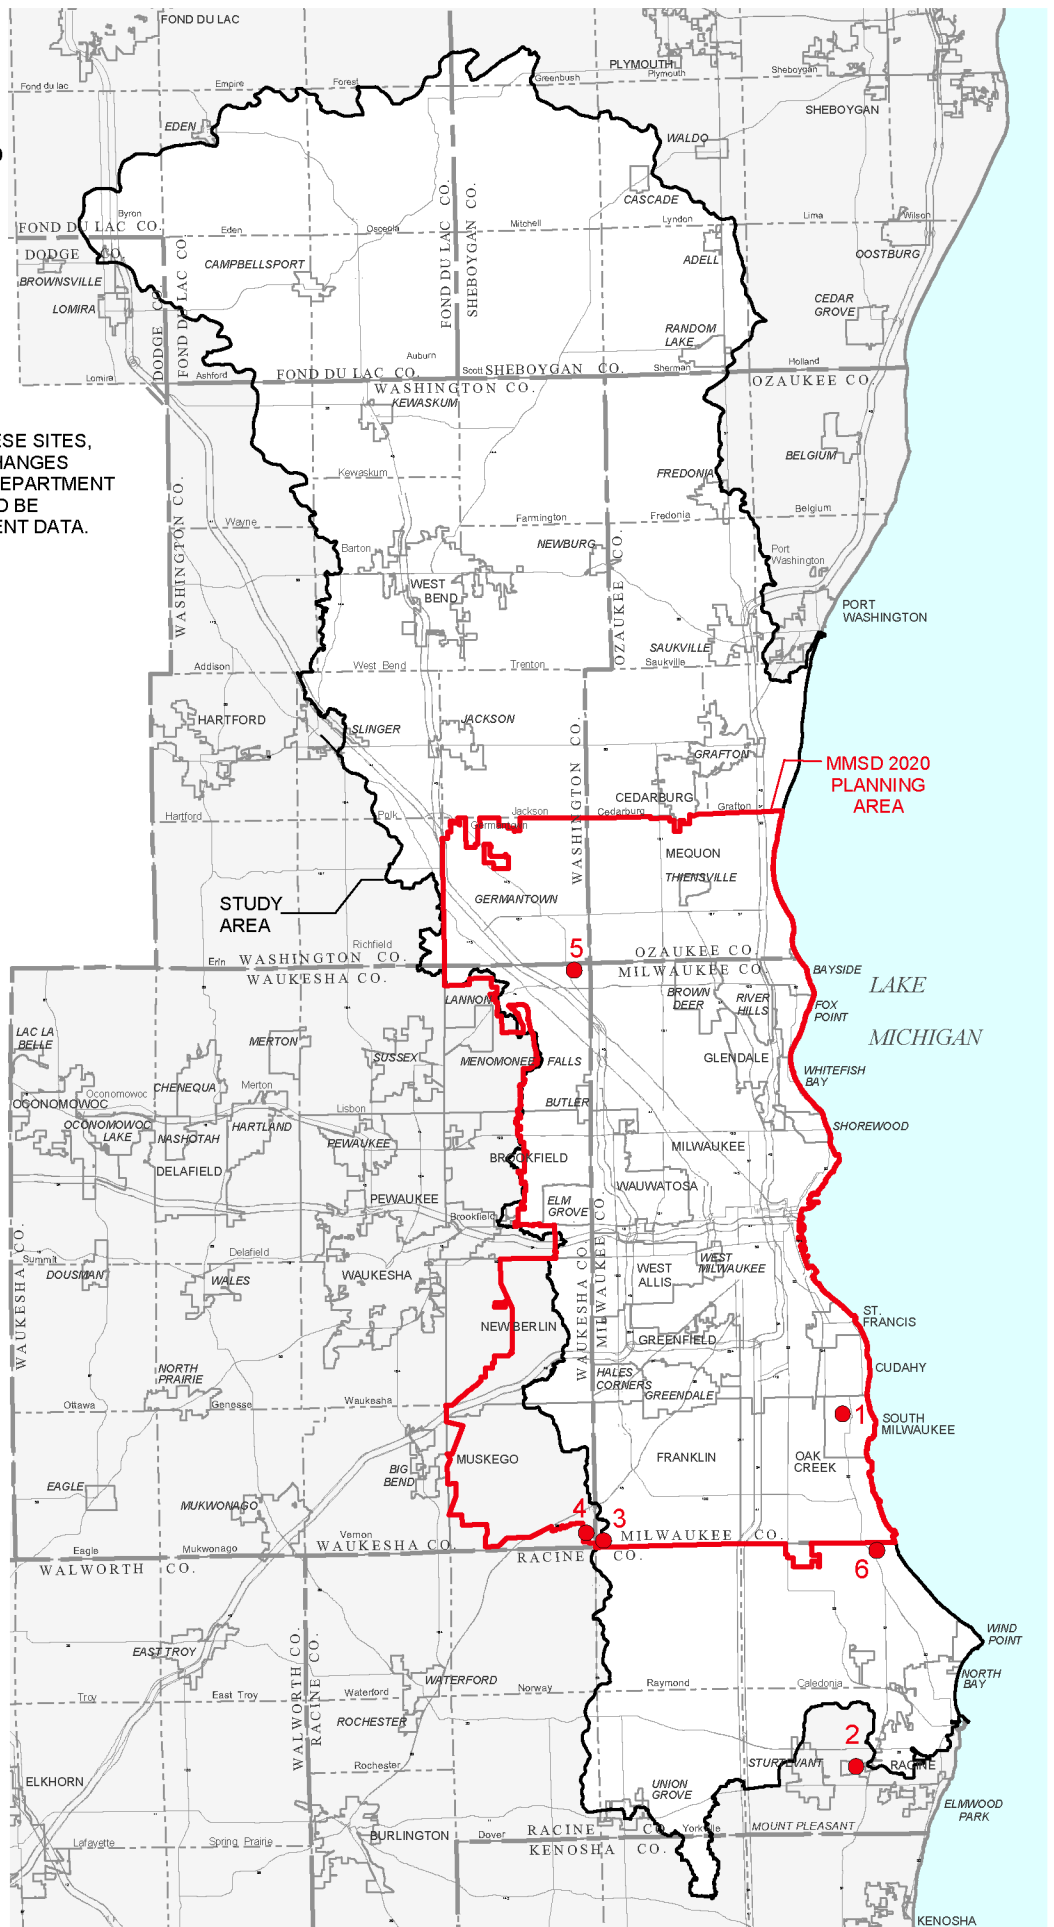 FOND DU LAC
PLYMOUTH
Plymouth
Sheboygan
SHEBOYGAN
Fond du lac
Empire
Forest
Greenbush
EDEN
WALDO
CASCADE
Byron
FOND DU LAC CO.
Eden
Osceola
Mitchell
Lyndon
Lima
Wilson
DODGE CO.
BROWNSVILLE
LOMIRA
CAMPBELLSPORT
FOND DU LAC CO.
SHEBOYGAN CO.
ADELL
OOSTBURG
CEDAR
GROVE
DODGE CO.
FOND DU LAC CO.
RANDOM
LAKE
Auburn
Holland
Lomira
Ashford
FOND DU LAC CO.
Scott
SHEBOYGAN CO.
Sherman
WASHINGTON CO.
OZAUKEE CO.
KEWASKUM
ESE SITES,
HANGES
DEPARTMENT
D BE
ENT DATA.
BELGIUM
Kewaskum
FREDONIA
WASHINGTON CO.
Wayne
Farmington
Fredonia
Belgium
Barton
NEWBURG
Port
Washington
WEST
BEND
OZAUKEE CO.
PORT
WASHINGTON
SAUKVILLE
Saukville
Addison
West Bend
Trenton
HARTFORD
SLINGER
JACKSON
GRAFTON
WASHINGTON CO.
MMSD 2020
PLANNING
AREA
CEDARBURG
Hartford
Polk
Jackson
Cedarburg
Grafton
Germantown
MEQUON
THIENSVILLE
STUDY
AREA
GERMANTOWN
Richfield
5
Erin
WASHINGTON CO.
WAUKESHA CO.
OZAUKEE CO.
MILWAUKEE CO.
BAYSIDE
LAKE
MICHIGAN
LANNON
BROWN
DEER
RIVER
HILLS
FOX
POINT
LAC LA
BELLE
MERTON
SUSSEX
MENOMONEE FALLS
GLENDALE
WHITEFISH
BAY
CHENEQUA
Merton
OCONOMOWOC
Oconomowoc
Lisbon
BUTLER
OCONOMOWOC
LAKE
NASHOTAH
HARTLAND
PEWAUKEE
SHOREWOOD
MILWAUKEE
DELAFIELD
BROOKFIELD
WAUWATOSA
PEWAUKEE
ELM
GROVE
Brookfield
WAUKESHA CO.
Summit
Delafield
DOUSMAN
WALES
WAUKESHA
WAUKESHA CO.
MILWAUKEE CO.
WEST
ALLIS
WEST
MILWAUKEE
ST.
FRANCIS
NEW BERLIN
GREENFIELD
NORTH
PRAIRIE
HALES
CORNERS
GREENDALE
CUDAHY
Ottawa
Genesse
Waukesha
1
SOUTH
MILWAUKEE
MUSKEGO
FRANKLIN
OAK
CREEK
BIG
BEND
EAGLE
MUKWONAGO
4
3
Vernon
Eagle
Mukwonago
WAUKESHA CO.
MILWAUKEE CO.
WALWORTH CO.
RACINE CO.
6
EAST TROY
WALWORTH CO.
RACINE CO.
WATERFORD
WIND
POINT
NORTH
BAY
Troy
East Troy
Waterford
Norway
Raymond
Caledonia
ROCHESTER
2
Rochester
STURTEVANT
RACINE
ELKHORN
UNION
GROVE
ELMWOOD
PARK
Lafayette
Spring Prairie
BURLINGTON
Dover
RACINE CO.
Yorkville
MOUNT PLEASANT
KENOSHA CO.
KENOSHA